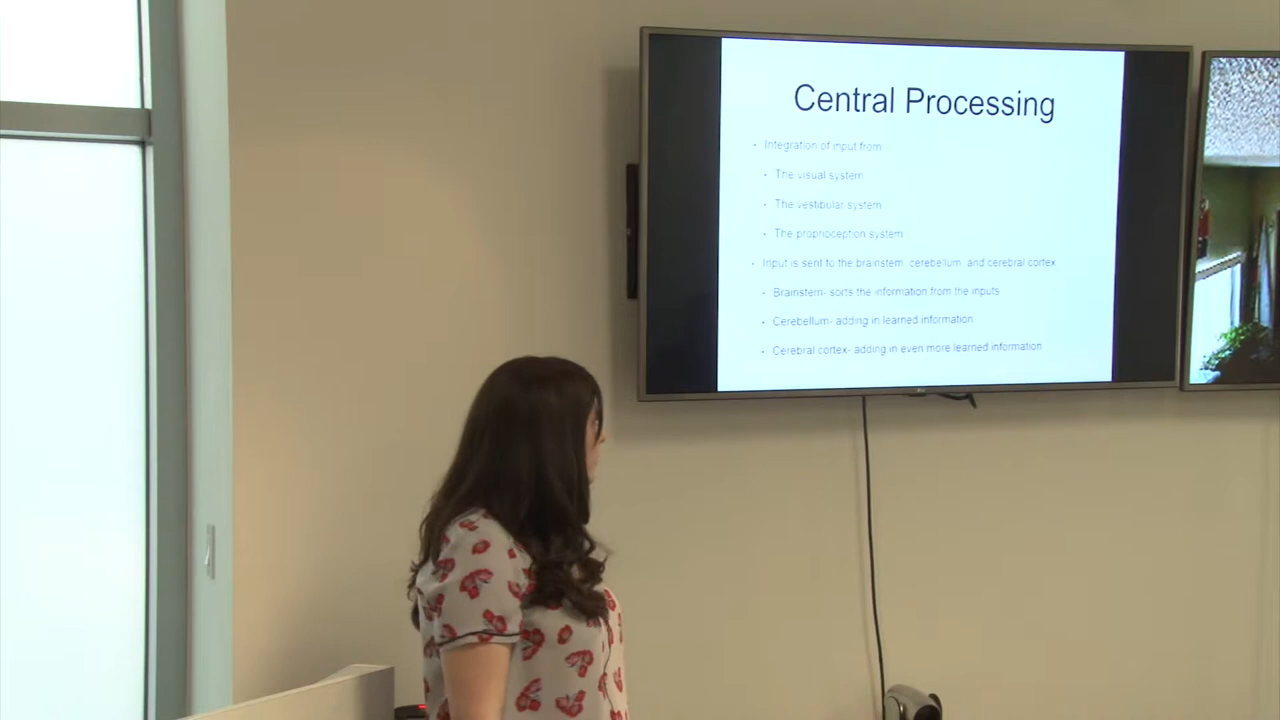 Central Processing
· Integration of input from
· The visual system
· The vestibular system
· The proprioception system
· Input is sent to the brainstem, cerebellum, and cerebral cortex
· Brainstem- sorts the information from the inputs
· Cerebellum- adding in learned information
· Cerebral cortex- adding in even more learned information
LG